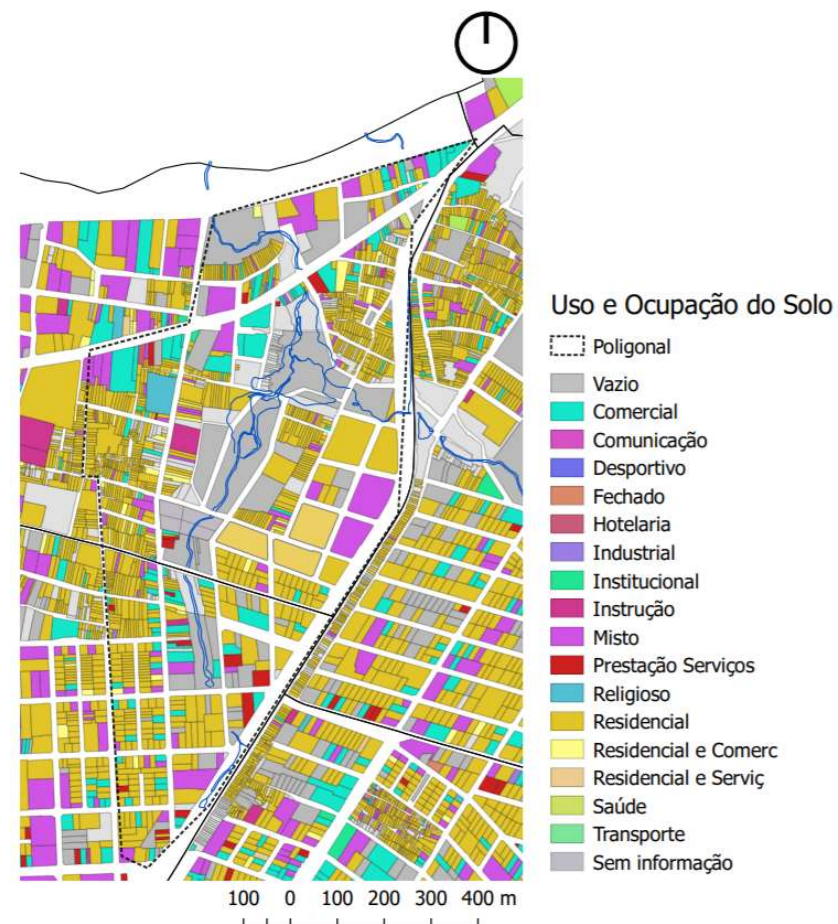 Uso e Ocupação do Solo
Poligonal
Vazio
Comercial
Comunicação
Desportivo
Fechado
Hotelaria
Industrial
Institucional
Instrução
Misto
Prestação Serviços
Religioso
Residencial
Residencial e Comerc
Residencial e Serviç
Saúde
Transporte
Sem informação
100 0 100 200 300 400 m